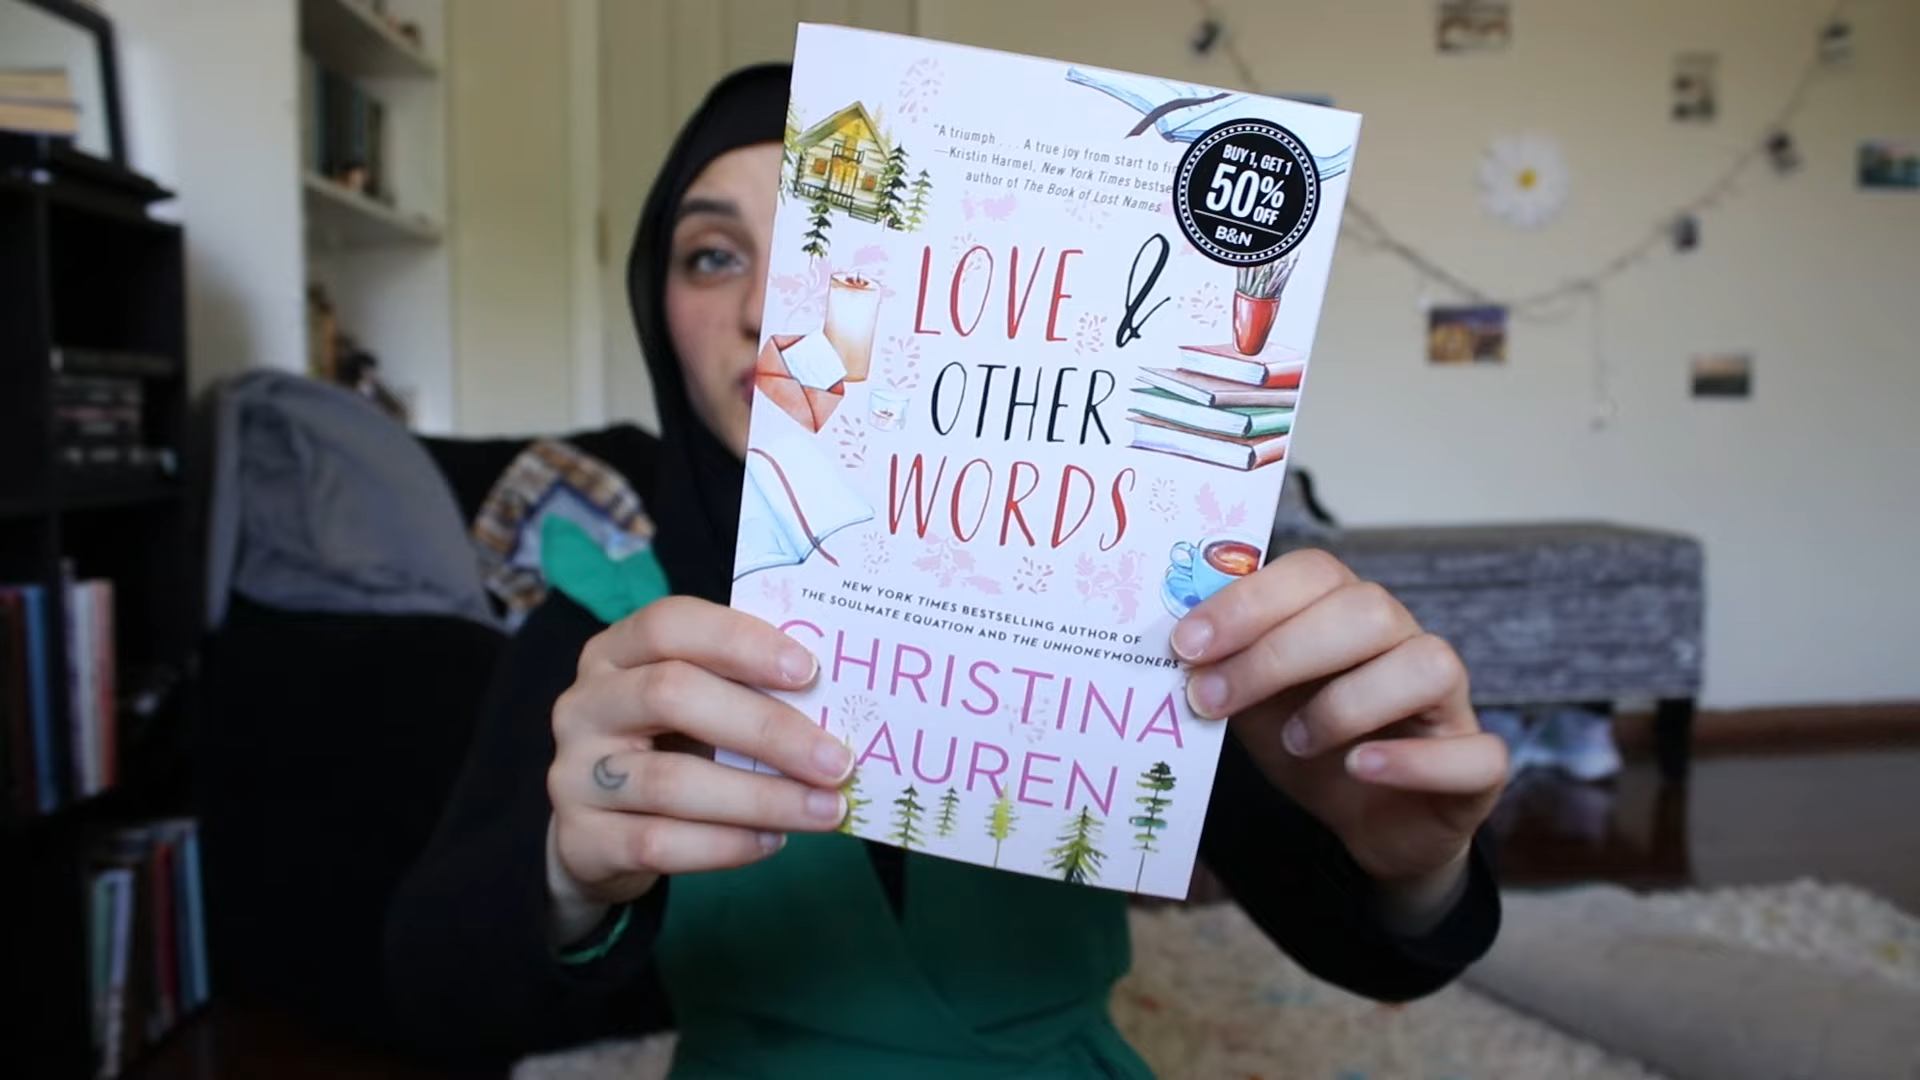 "A triumph . . . A true joy from start to
—Kristin Harmel, New York Times
author of The Book of Lost Names
BUY 1, GET 1
50%
OFF
B&N
LOVE &
OTHER
WORDS
NEW YORK TIMES BESTSELLING AUTHOR OF
THE SOULMATE EQUATION AND THE UNHONEYMOONERS
CHRISTINA
LAUREN